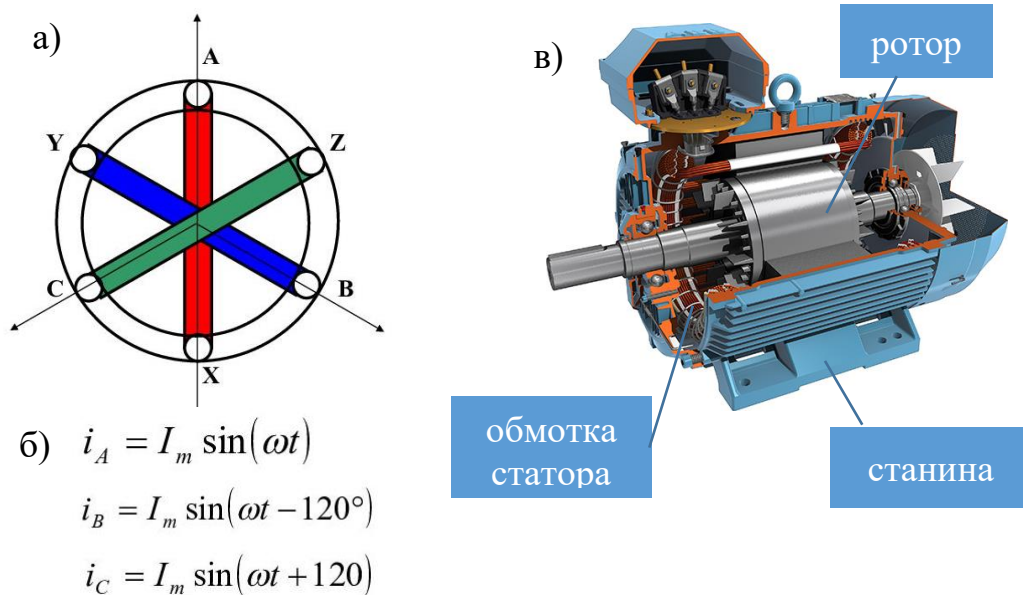 а)
A
Y
Z
C
B
X
б)
i_A = I_m sin(ωt)
i_B = I_m sin(ωt − 120°)
i_C = I_m sin(ωt + 120)
в)
ротор
обмотка
статора
станина